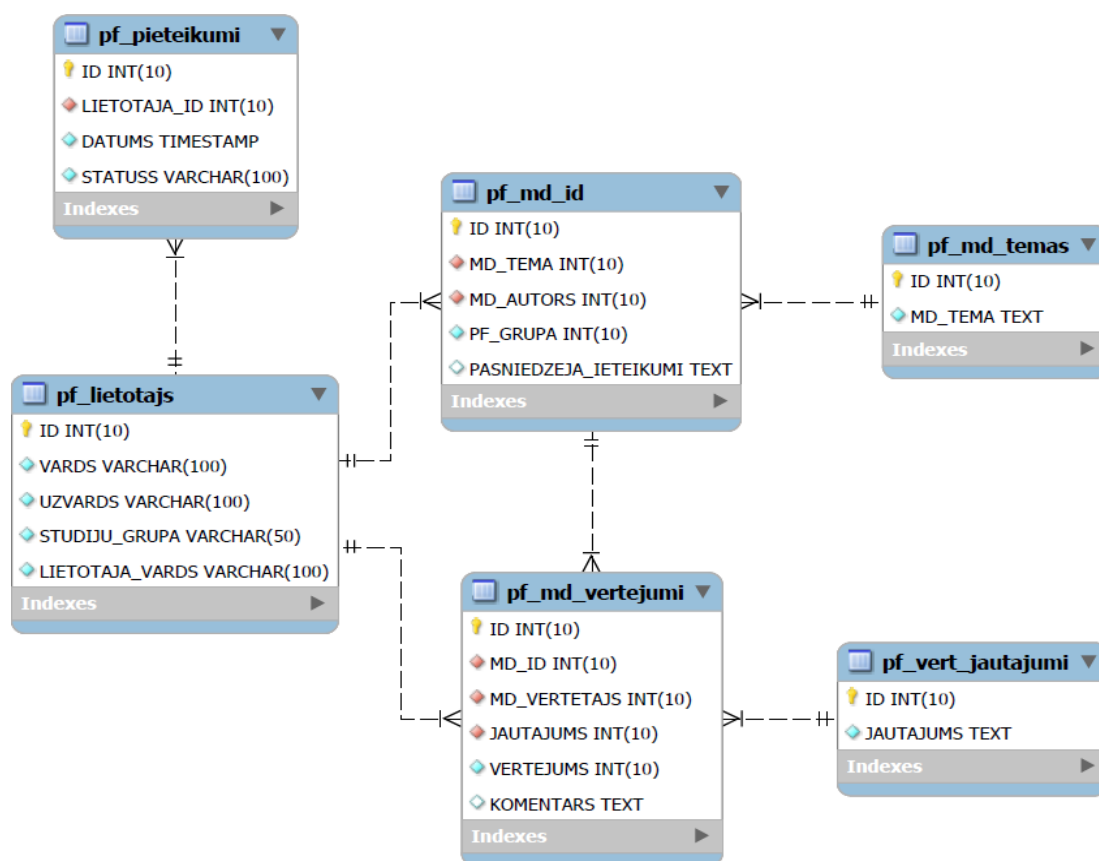 pf_pieteikumi
ID INT(10)
LIETOTAJA_ID INT(10)
DATUMS TIMESTAMP
STATUSS VARCHAR(100)
Indexes
pf_md_id
ID INT(10)
MD_TEMA INT(10)
MD_AUTORS INT(10)
PF_GRUPA INT(10)
PASNIEDZEJA_IETEIKUMI TEXT
Indexes
pf_md_temas
ID INT(10)
MD_TEMA TEXT
Indexes
pf_lietotajs
ID INT(10)
VARDS VARCHAR(100)
UZVARDS VARCHAR(100)
STUDIJU_GRUPA VARCHAR(50)
LIETOTAJA_VARDS VARCHAR(100)
Indexes
pf_md_vertejumi
ID INT(10)
MD_ID INT(10)
MD_VERTETAJS INT(10)
JAUTAJUMS INT(10)
VERTEJUMS INT(10)
KOMENTARS TEXT
Indexes
pf_vert_jautajumi
ID INT(10)
JAUTAJUMS TEXT
Indexes